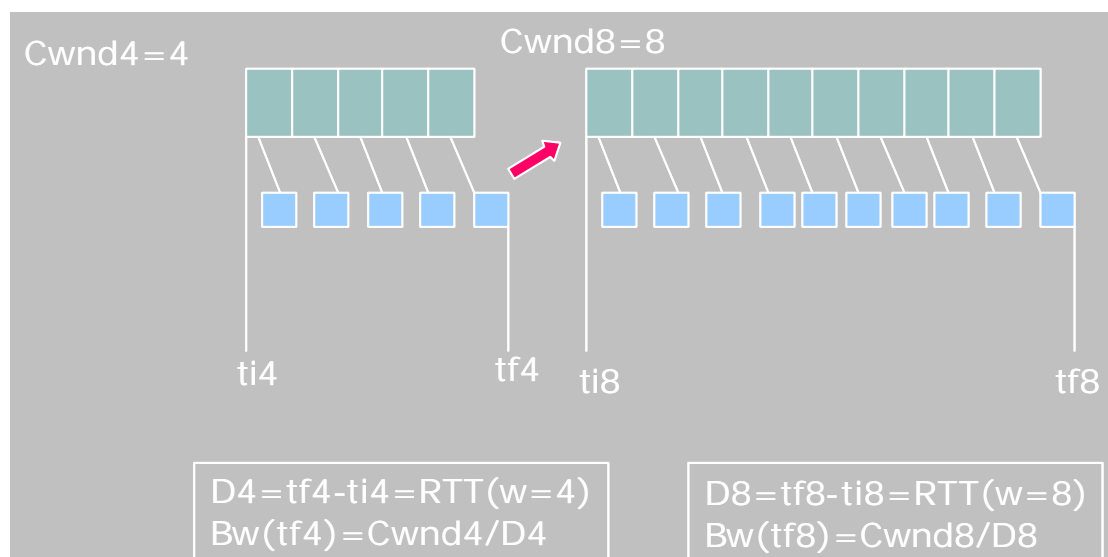 Cwnd4=4
Cwnd8=8
ti4
tf4
ti8
tf8
D4=tf4-ti4=RTT(w=4)
Bw(tf4)=Cwnd4/D4
D8=tf8-ti8=RTT(w=8)
Bw(tf8)=Cwnd8/D8